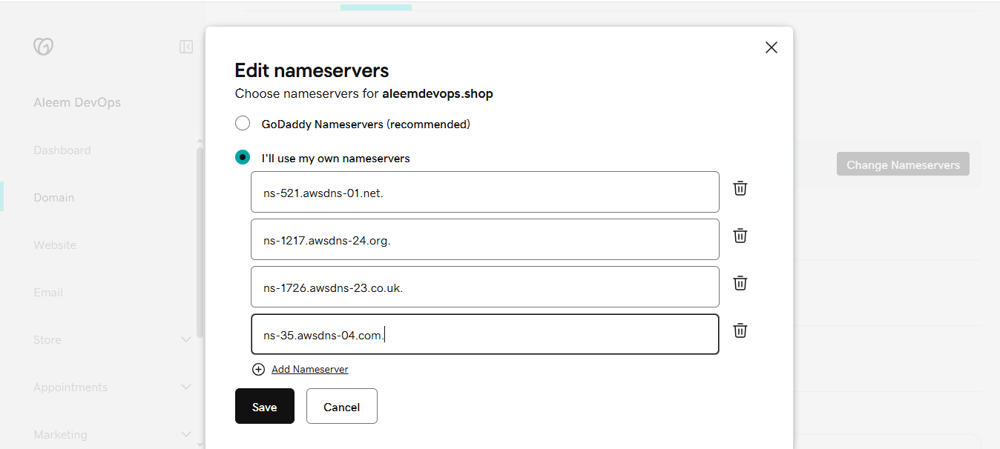 Edit nameservers
Choose nameservers for aleemdevops.shop
GoDaddy Nameservers (recommended)
I'll use my own nameservers
ns-521.awsdns-01.net.
ns-1217.awsdns-24.org.
ns-1726.awsdns-23.co.uk.
ns-35.awsdns-04.com.
Add Nameserver
Save
Cancel
Aleem DevOps
Dashboard
Domain
Website
Email
Store
Appointments
Marketing
Change Nameservers